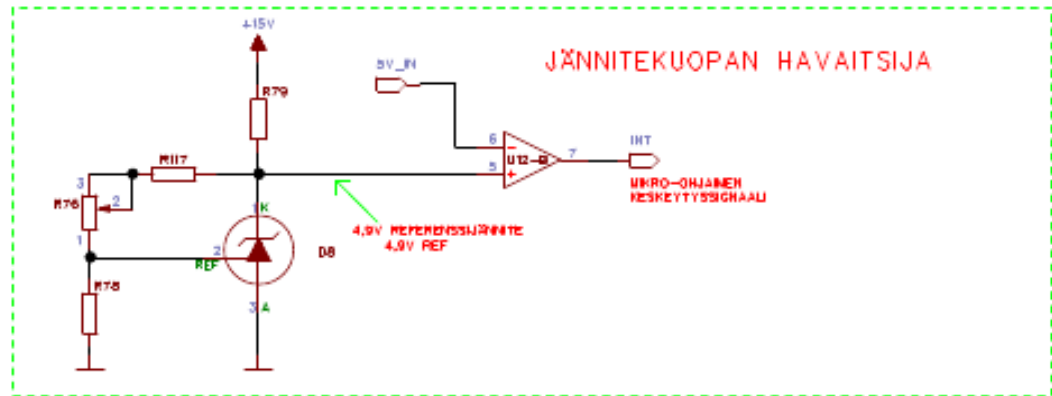 +15V
5V_IN
JÄNNITEKUOPAN HAVAITSIJA
R79
6
INT
U12-B
7
R117
5
MIKRO-OHJAIMEN
KESKEYTYSSIGNAALI
3
R76
2
1
K
4,9V REFERENSSIJÄNNITE
4,9V REF
1
2
REF
D8
R78
3
A